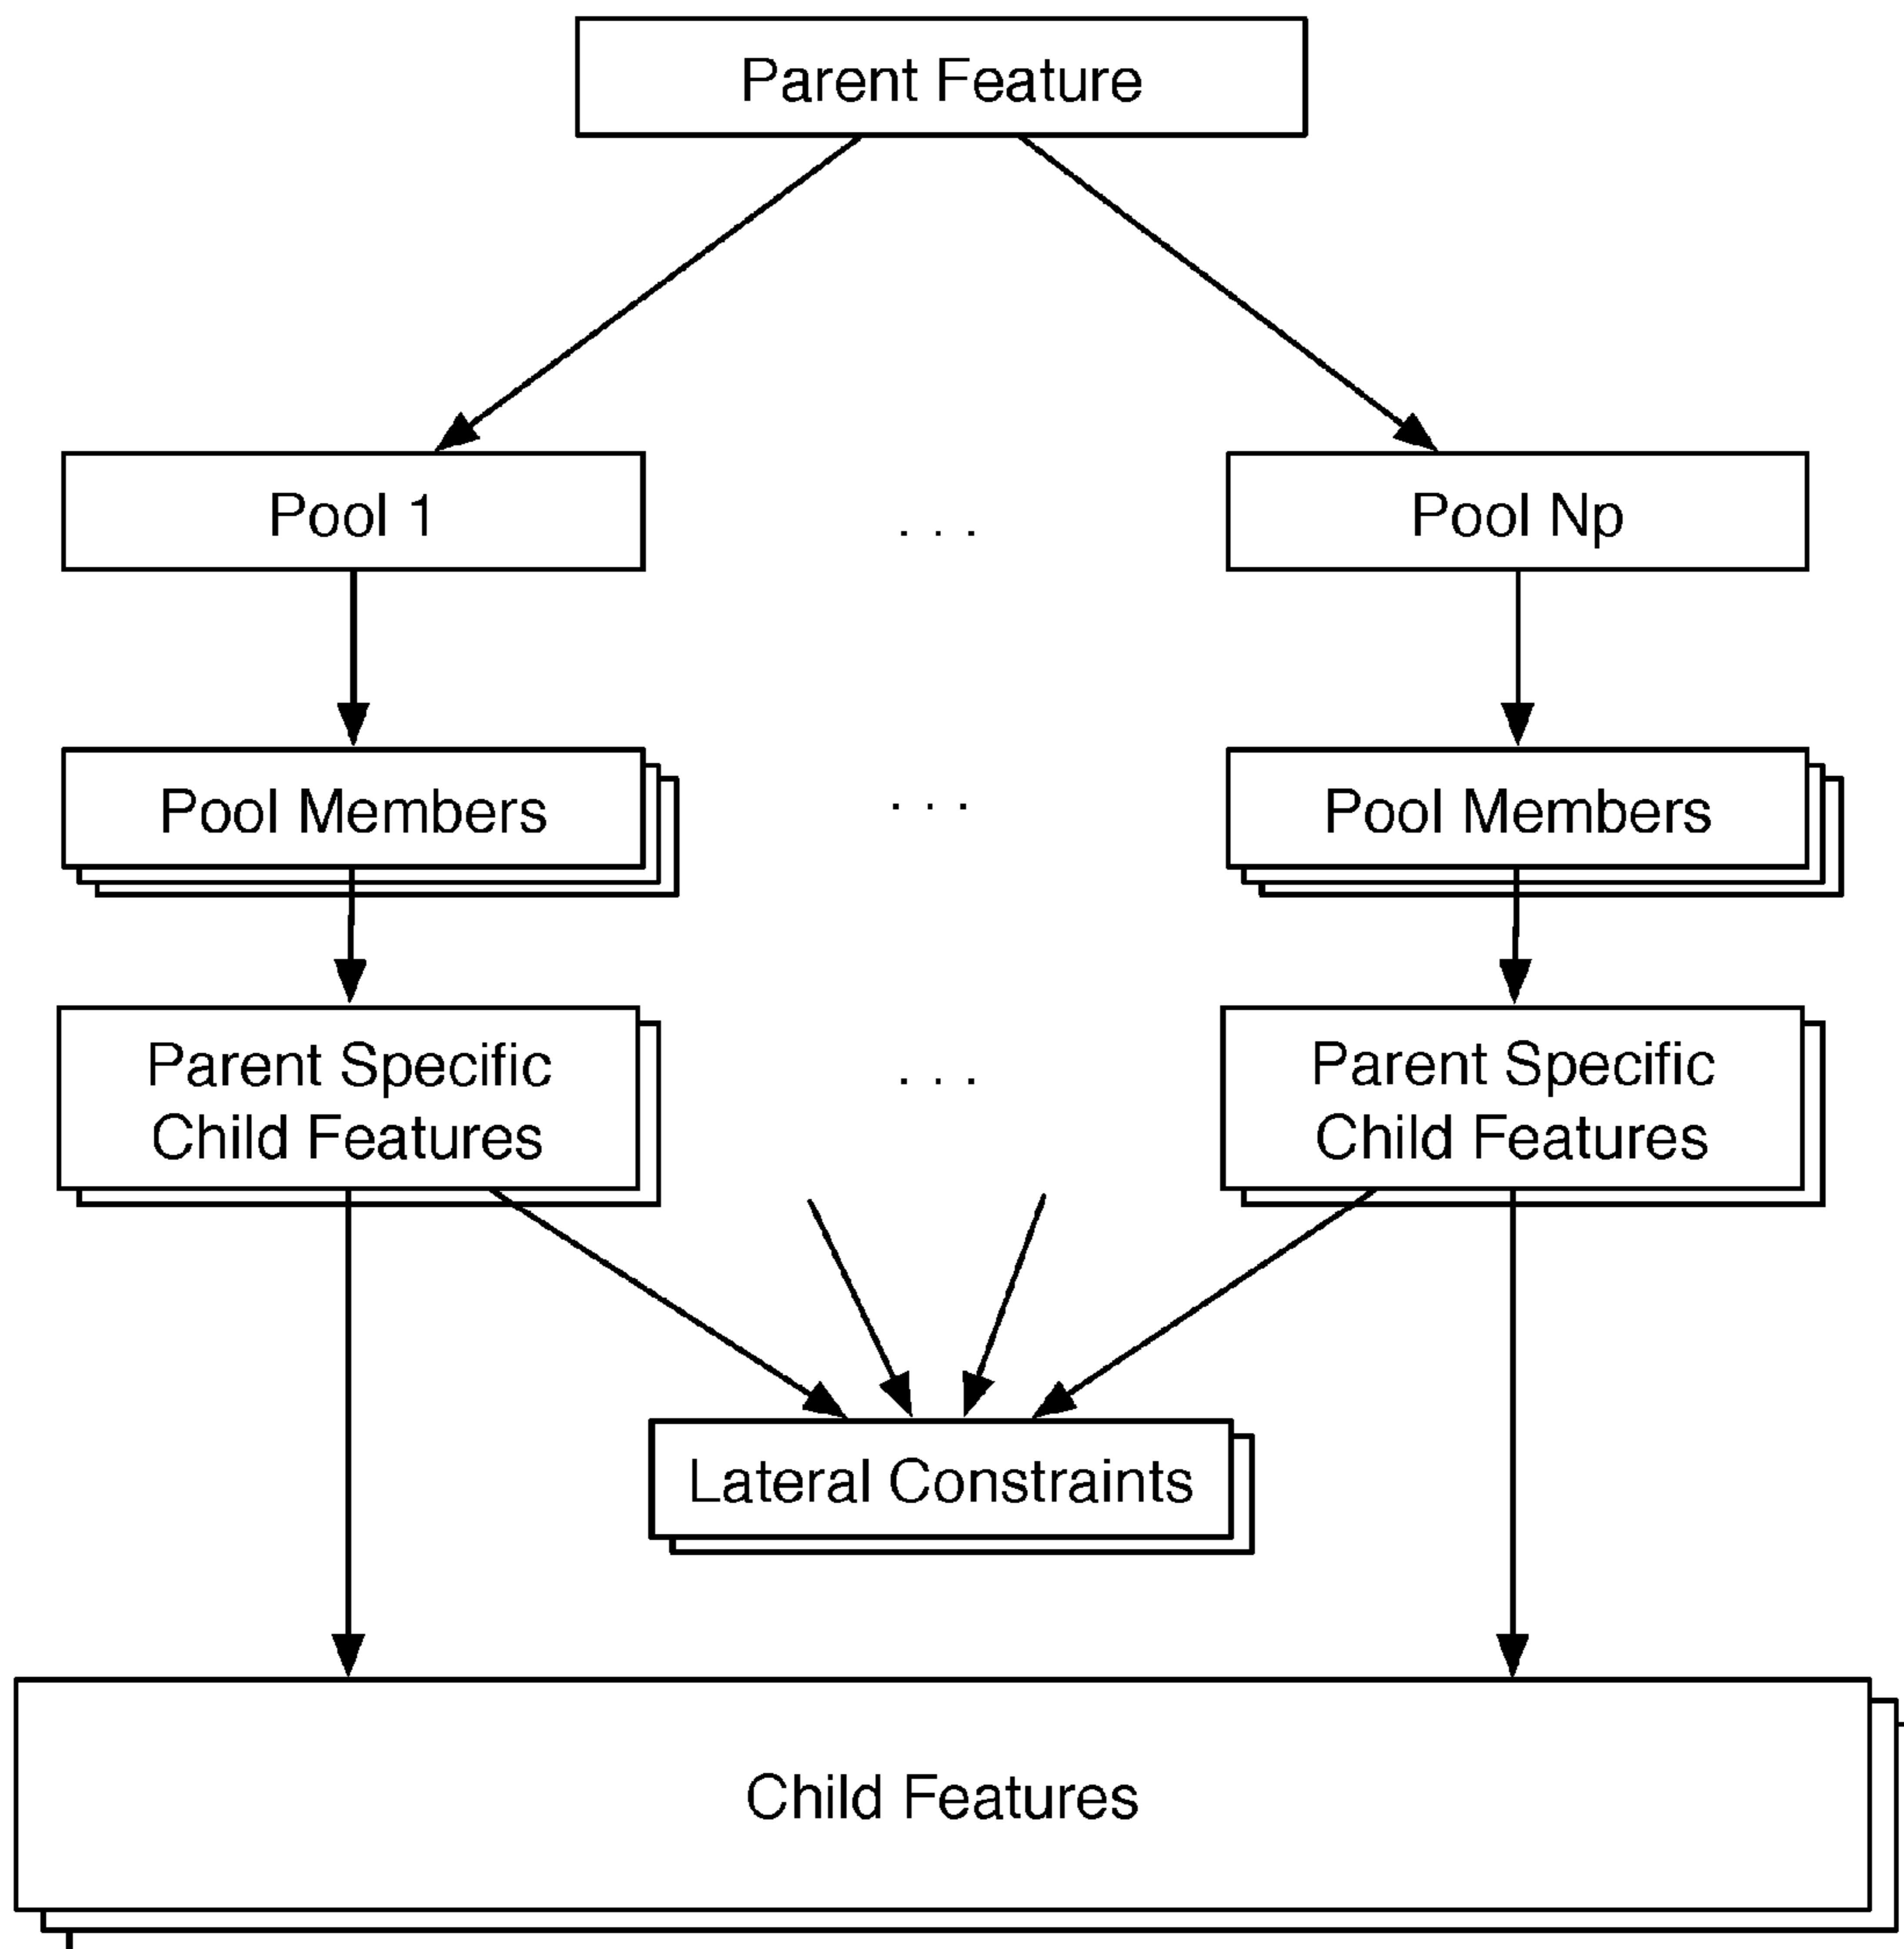 Parent Feature
Pool 1
. . .
Pool Np
Pool Members
. . .
Pool Members
Parent Specific
Child Features
. . .
Parent Specific
Child Features
Lateral Constraints
Child Features